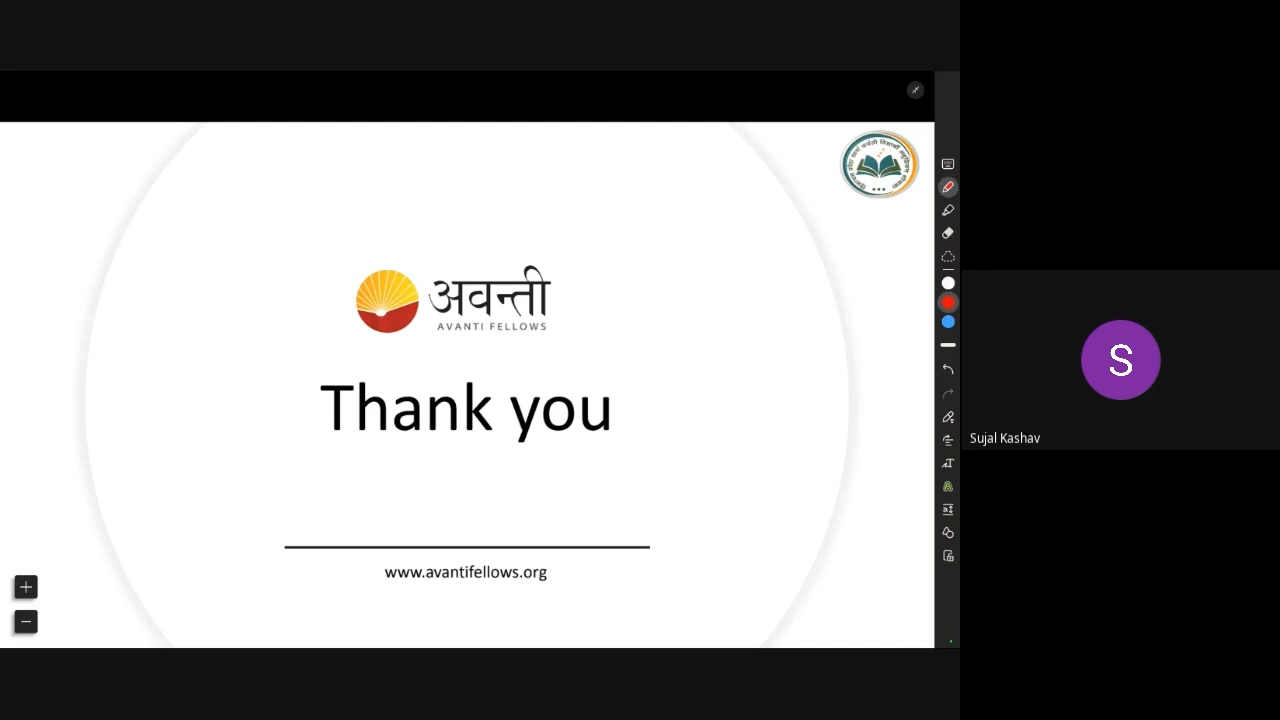 अवन्ती
AVANTI FELLOWS
Thank you
www.avantifellows.org
S
Sujal Kashav